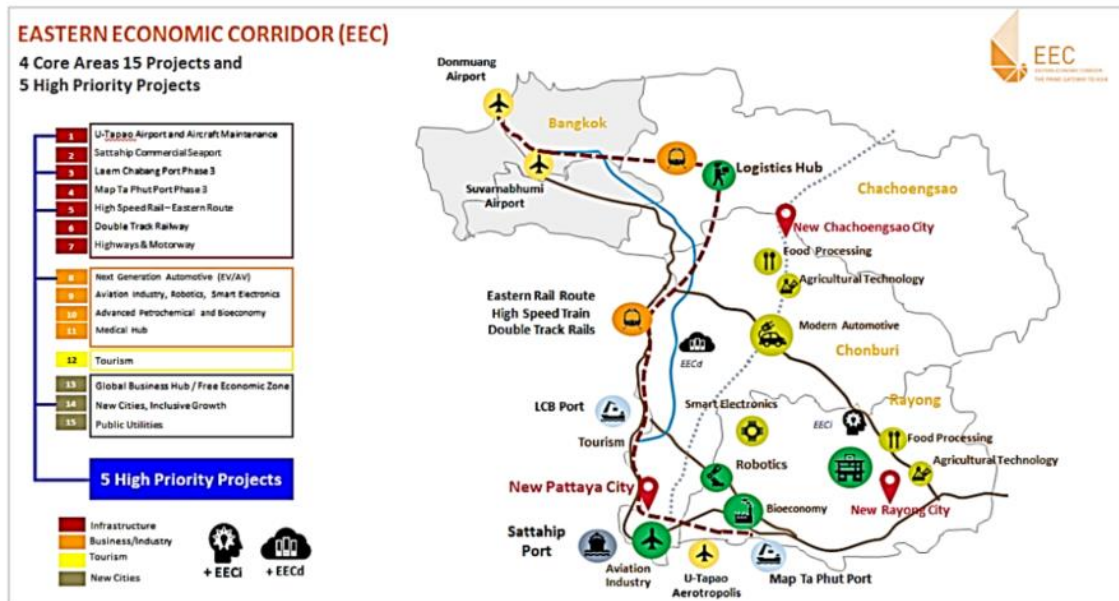 EASTERN ECONOMIC CORRIDOR (EEC)
4 Core Areas 15 Projects and
5 High Priority Projects
1 U-Tapao Airport and Aircraft Maintenance
2 Sattahip Commercial Seaport
3 Laem Chabang Port Phase 3
4 Map Ta Phut Port Phase 3
5 High Speed Rail – Eastern Route
6 Double Track Railway
7 Highways & Motorway
8 Next Generation Automotive (EV/AV)
9 Aviation Industry, Robotics, Smart Electronics
10 Advanced Petrochemical and Bioeconomy
11 Medical Hub
12 Tourism
13 Global Business Hub / Free Economic Zone
14 New Cities, Inclusive Growth
15 Public Utilities
5 High Priority Projects
Infrastructure
Business/Industry
Tourism
New Cities
+ EECi
+ EECd
EEC
EASTERN ECONOMIC CORRIDOR
THE PRIME GATEWAY TO ASIA
Donmuang
Airport
Bangkok
Suvarnabhumi
Airport
Logistics Hub
Chachoengsao
New Chachoengsao City
Food Processing
Agricultural Technology
Eastern Rail Route
High Speed Train
Double Track Rails
Modern Automotive
Chonburi
EECd
LCB Port
Tourism
Smart Electronics
Rayong
EECi
Food Processing
Robotics
Agricultural Technology
New Pattaya City
Bioeconomy
New Rayong City
Sattahip
Port
Aviation
Industry
U-Tapao
Aerotropolis
Map Ta Phut Port